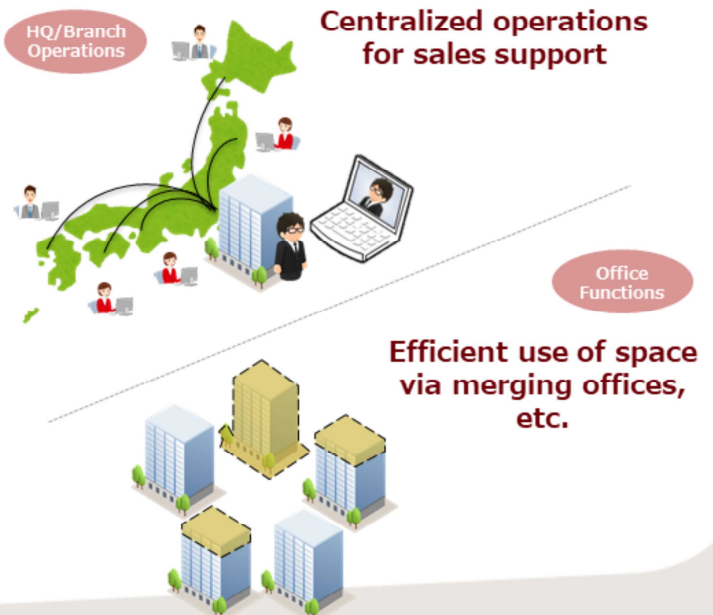 HQ/Branch
Operations
Centralized operations
for sales support
Office
Functions
Efficient use of space
via merging offices,
etc.